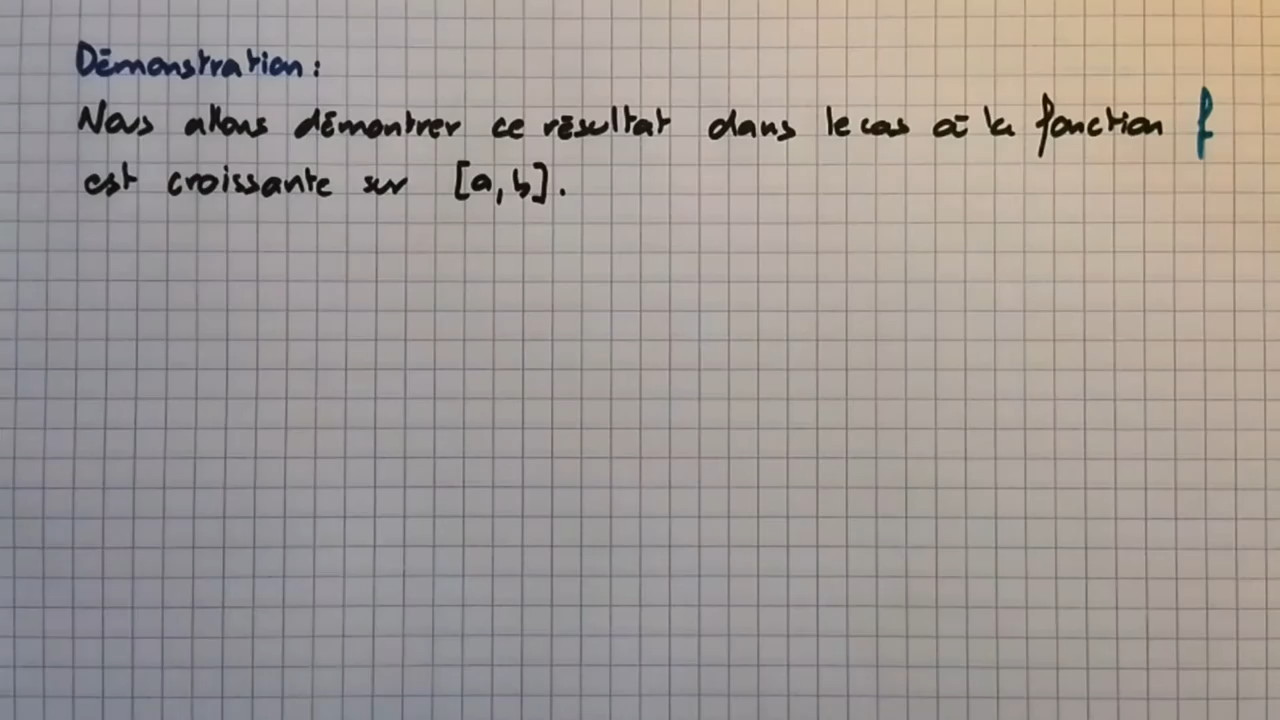 Démonstration :
Nous allons démontrer ce résultat dans le cas où la fonction f
est croissante sur [a, b].